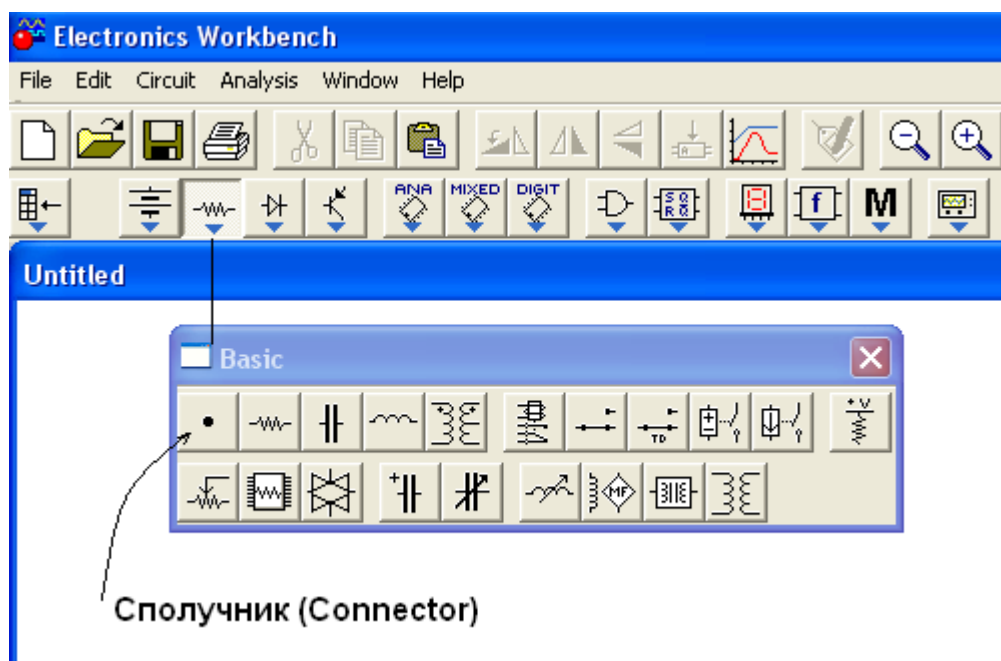 Electronics Workbench
File Edit Circuit Analysis Window Help
ANA MIXED DIGIT
S Q R Q f M
Untitled
Basic
TD + V
+ MF
Сполучник (Connector)